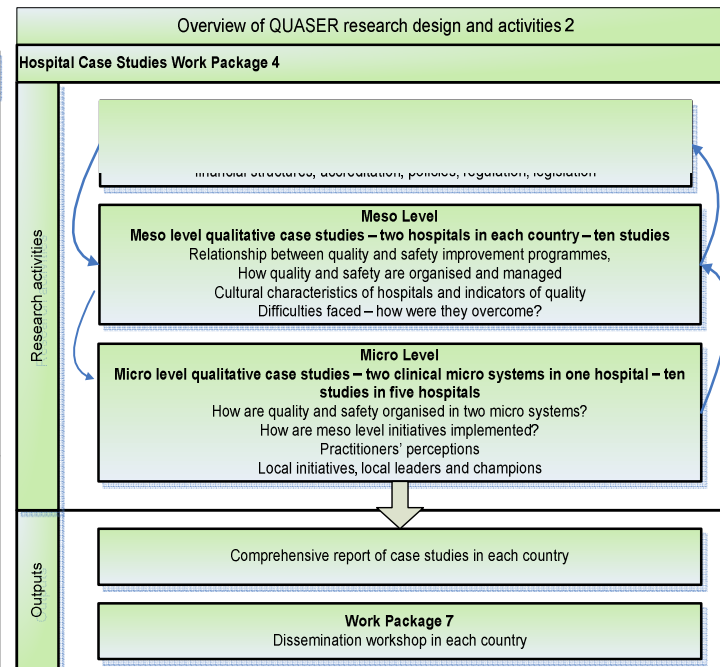 Overview of QUASER research design and activities 2
Hospital Case Studies Work Package 4
Research activities
financial structures, accreditation, policies, regulation, legislation
Meso Level
Meso level qualitative case studies – two hospitals in each country – ten studies
Relationship between quality and safety improvement programmes,
How quality and safety are organised and managed
Cultural characteristics of hospitals and indicators of quality
Difficulties faced – how were they overcome?
Micro Level
Micro level qualitative case studies – two clinical micro systems in one hospital – ten
studies in five hospitals
How are quality and safety organised in two micro systems?
How are meso level initiatives implemented?
Practitioners' perceptions
Local initiatives, local leaders and champions
Outputs
Comprehensive report of case studies in each country
Work Package 7
Dissemination workshop in each country